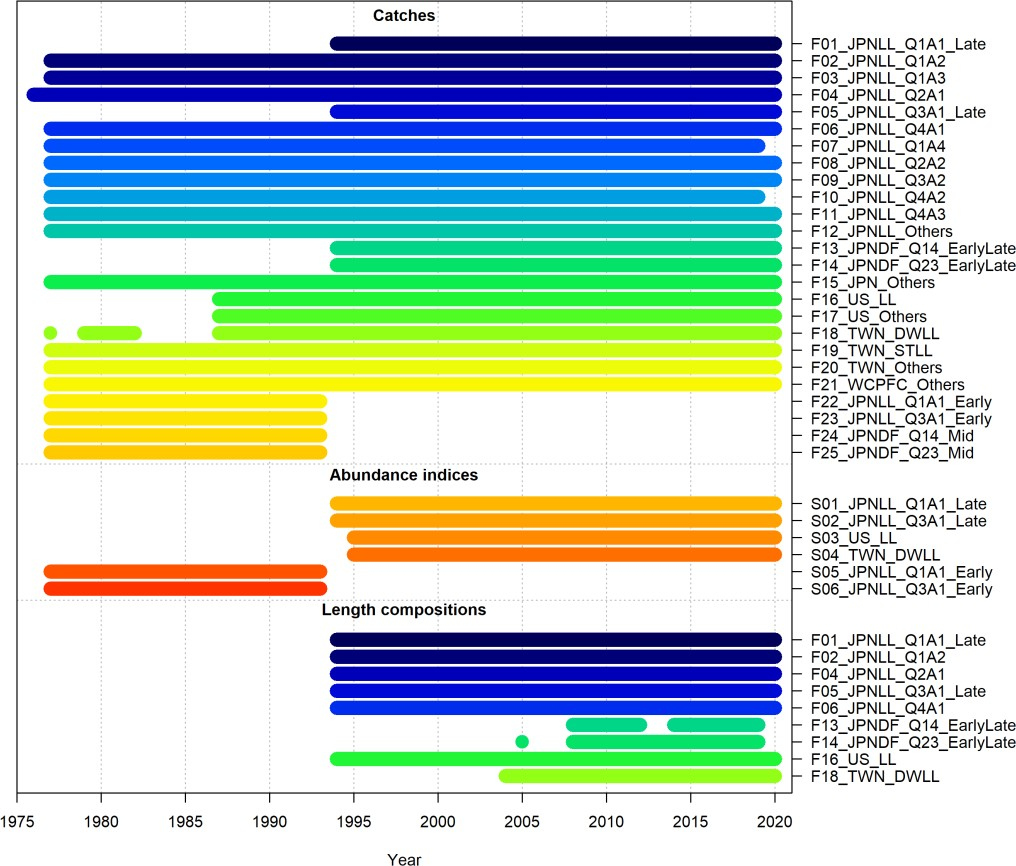 Catches
F01_JPNLL_Q1A1_Late
F02_JPNLL_Q1A2
F03_JPNLL_Q1A3
F04_JPNLL_Q2A1
F05_JPNLL_Q3A1_Late
F06_JPNLL_Q4A1
F07_JPNLL_Q1A4
F08_JPNLL_Q2A2
F09_JPNLL_Q3A2
F10_JPNLL_Q4A2
F11_JPNLL_Q4A3
F12_JPNLL_Others
F13_JPNDF_Q14_EarlyLate
F14_JPNDF_Q23_EarlyLate
F15_JPN_Others
F16_US_LL
F17_US_Others
F18_TWN_DWLL
F19_TWN_STLL
F20_TWN_Others
F21_WCPFC_Others
F22_JPNLL_Q1A1_Early
F23_JPNLL_Q3A1_Early
F24_JPNDF_Q14_Mid
F25_JPNDF_Q23_Mid
Abundance indices
S01_JPNLL_Q1A1_Late
S02_JPNLL_Q3A1_Late
S03_US_LL
S04_TWN_DWLL
S05_JPNLL_Q1A1_Early
S06_JPNLL_Q3A1_Early
Length compositions
F01_JPNLL_Q1A1_Late
F02_JPNLL_Q1A2
F04_JPNLL_Q2A1
F05_JPNLL_Q3A1_Late
F06_JPNLL_Q4A1
F13_JPNDF_Q14_EarlyLate
F14_JPNDF_Q23_EarlyLate
F16_US_LL
F18_TWN_DWLL
1975 1980 1985 1990 1995 2000 2005 2010 2015 2020
Year